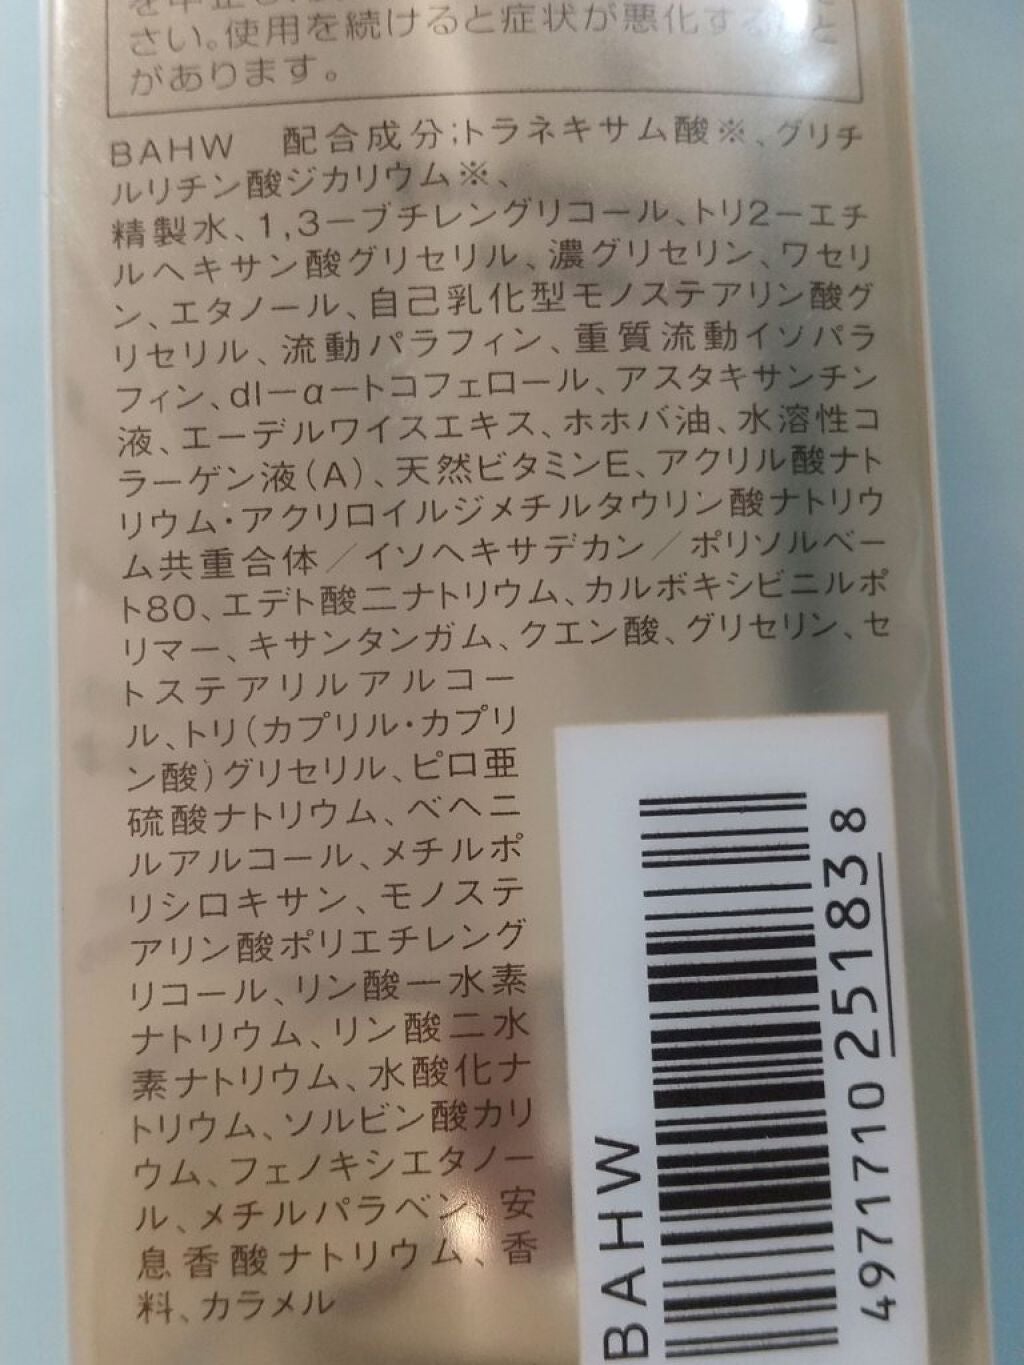 さい。使用を続けると症状が悪化すること
があります。
BAHW 配合成分;トラネキサム酸※、グリチ
ルリチン酸ジカリウム※、
精製水、1,3ーブチレングリコール、トリ2ーエチ
ルヘキサン酸グリセリル、濃グリセリン、ワセリ
ン、エタノール、自己乳化型モノステアリン酸グ
リセリル、流動パラフィン、重質流動イソパラ
フィン、dlーαートコフェロール、アスタキサンチン
液、エーデルワイスエキス、ホホバ油、水溶性コ
ラーゲン液(A)、天然ビタミンE、アクリル酸ナト
リウム・アクリロイルジメチルタウリン酸ナトリウ
ム共重合体/イソヘキサデカン/ポリソルベー
ト80、エデト酸二ナトリウム、カルボキシビニルポ
リマー、キサンタンガム、クエン酸、グリセリン、セ
トステアリルアルコー
ル、トリ(カプリル・カプリ
ン酸)グリセリル、ピロ亜
硫酸ナトリウム、ベヘニ
ルアルコール、メチルポ
リシロキサン、モノステ
アリン酸ポリエチレング
リコール、リン酸一水素
ナトリウム、リン酸二水
素ナトリウム、水酸化ナ
トリウム、ソルビン酸カリ
ウム、フェノキシエタノー
ル、メチルパラベン、安
息香酸ナトリウム、香
料、カラメル
BAHW
4971710251838